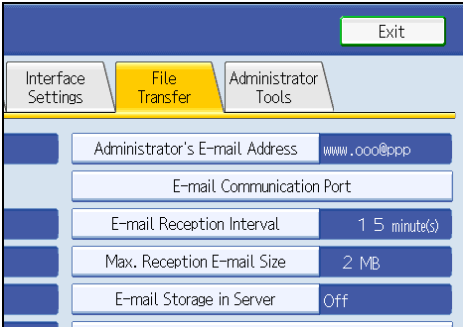 Exit
Interface Settings
File Transfer
Administrator Tools
Administrator's E-mail Address www.ooo@ppp
E-mail Communication Port
E-mail Reception Interval 15 minute(s)
Max. Reception E-mail Size 2 MB
E-mail Storage in Server Off